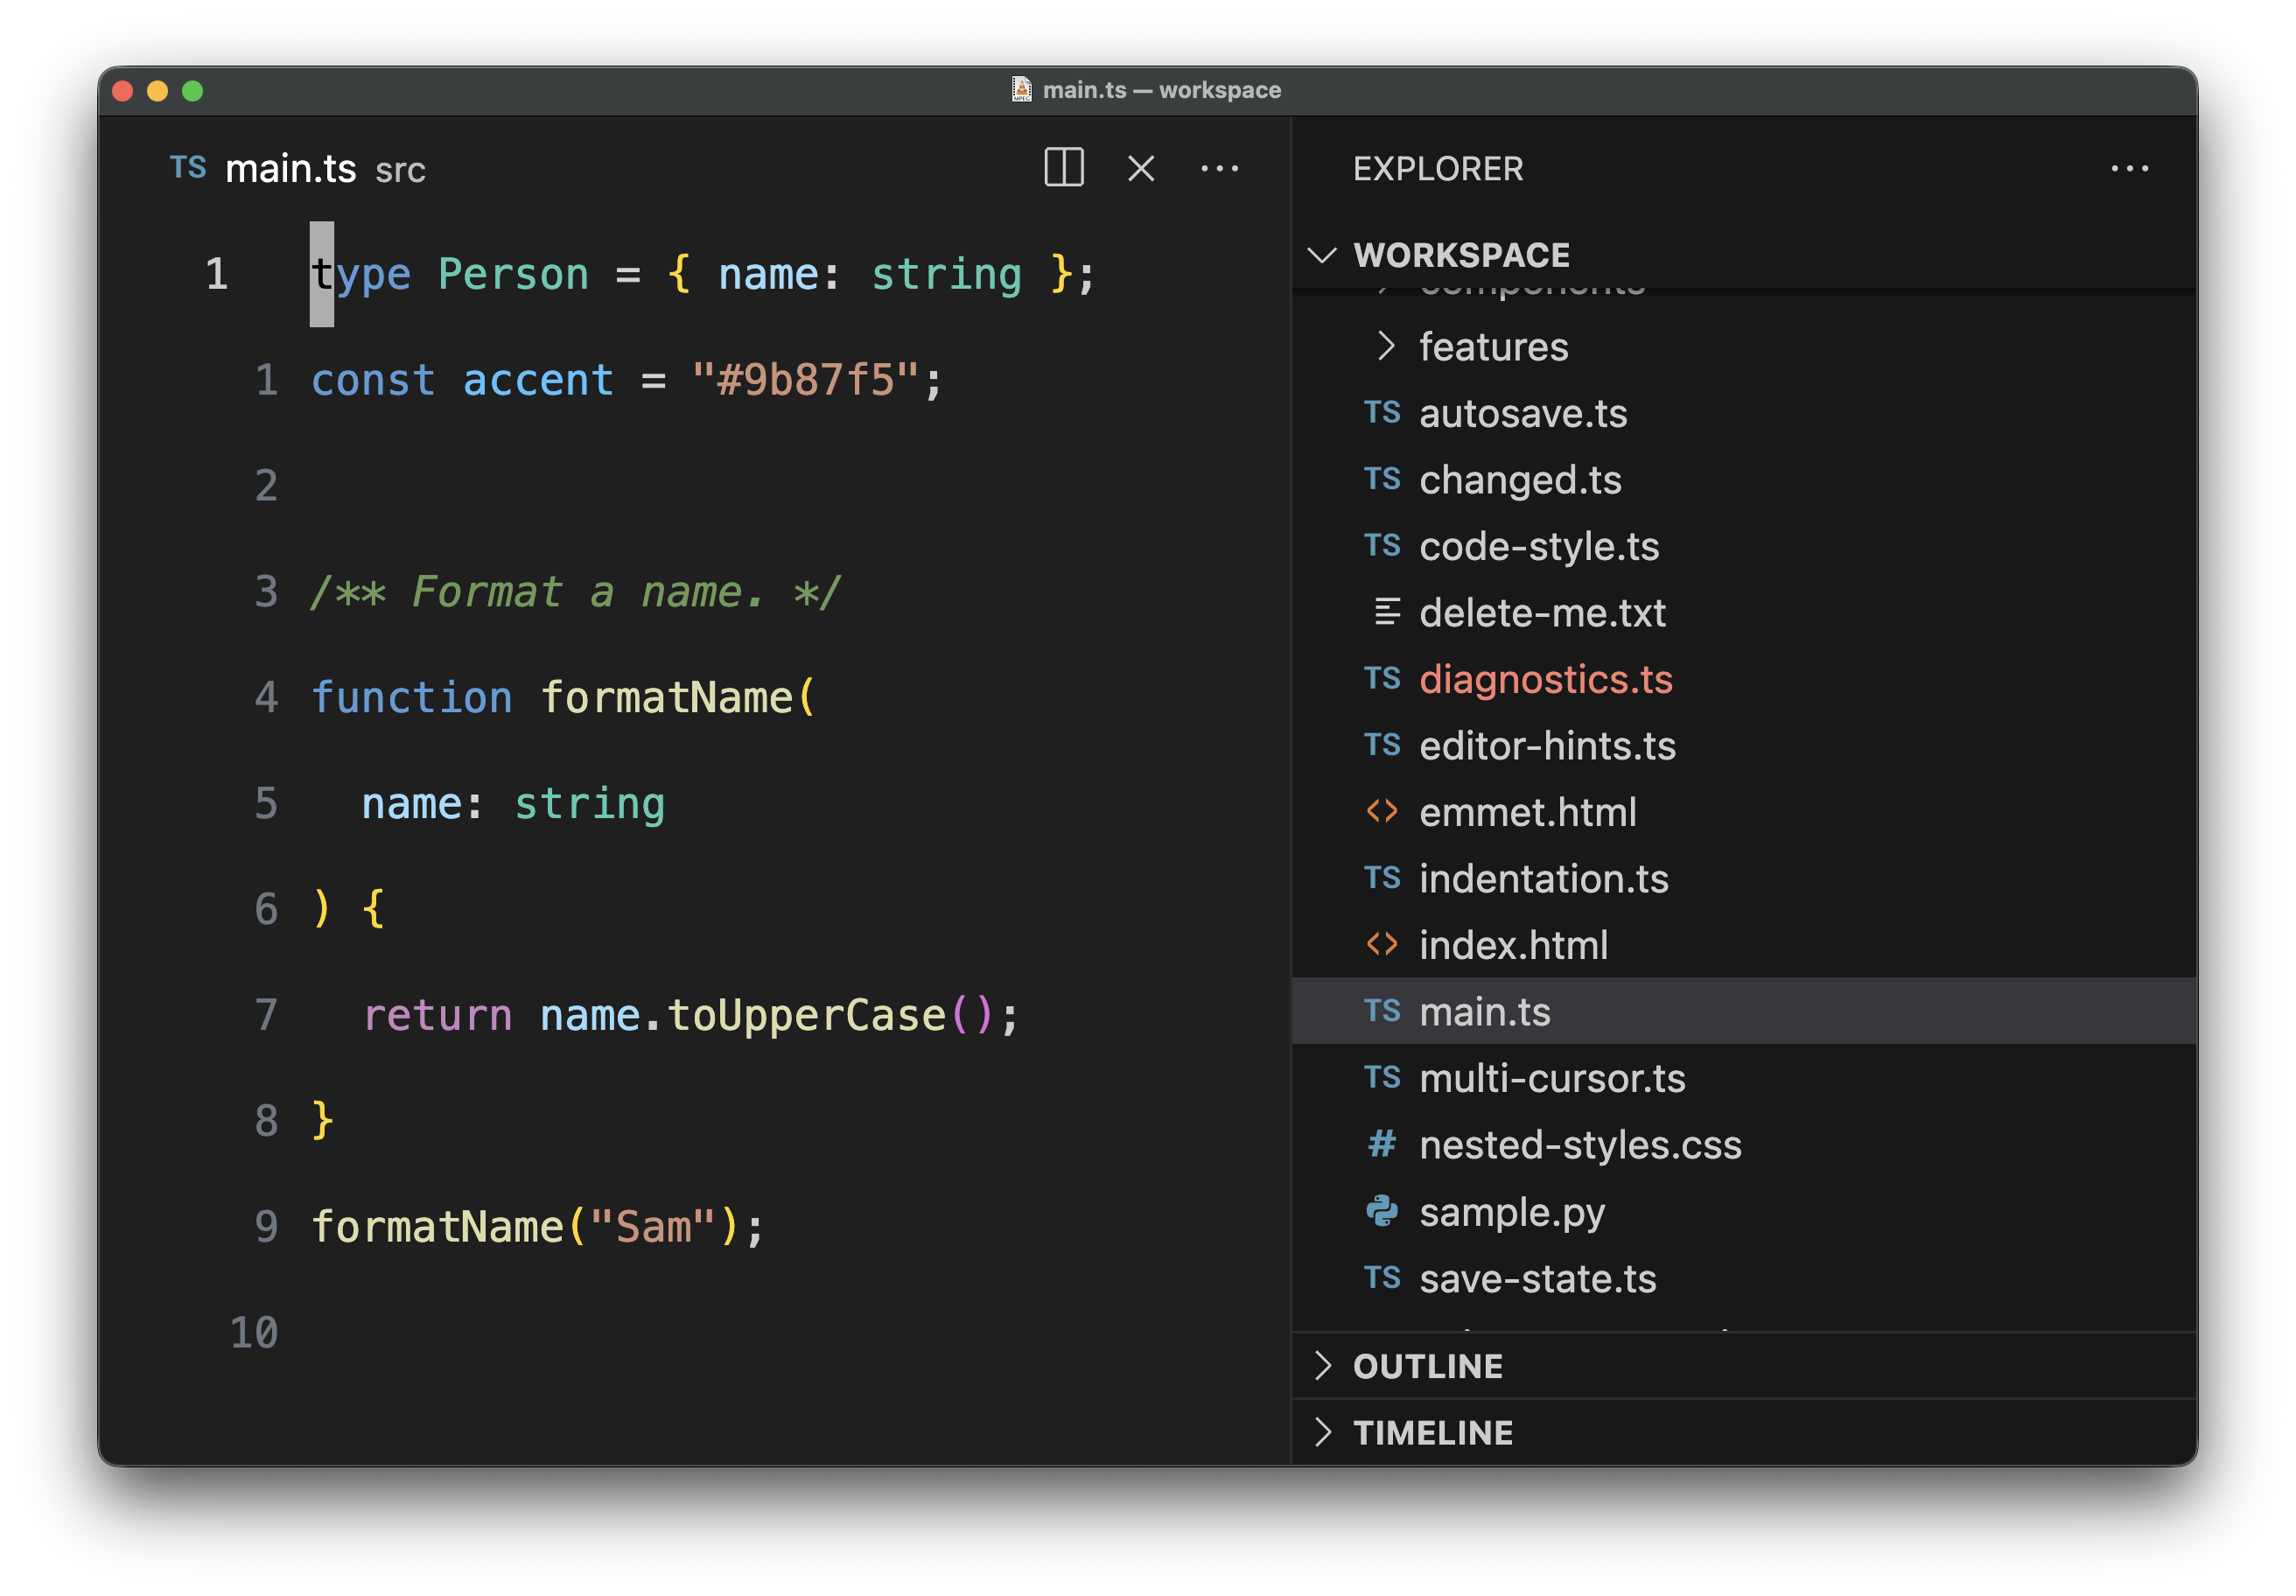 main.ts — workspace
TS main.ts src
1 type Person = { name: string };
1 const accent = "#9b87f5";
2
3 /** Format a name. */
4 function formatName(
5   name: string
6 ) {
7   return name.toUpperCase();
8 }
9 formatName("Sam");
10
EXPLORER
WORKSPACE
components
features
TS autosave.ts
TS changed.ts
TS code-style.ts
delete-me.txt
TS diagnostics.ts
TS editor-hints.ts
<> emmet.html
TS indentation.ts
<> index.html
TS main.ts
TS multi-cursor.ts
# nested-styles.css
sample.py
TS save-state.ts
OUTLINE
TIMELINE